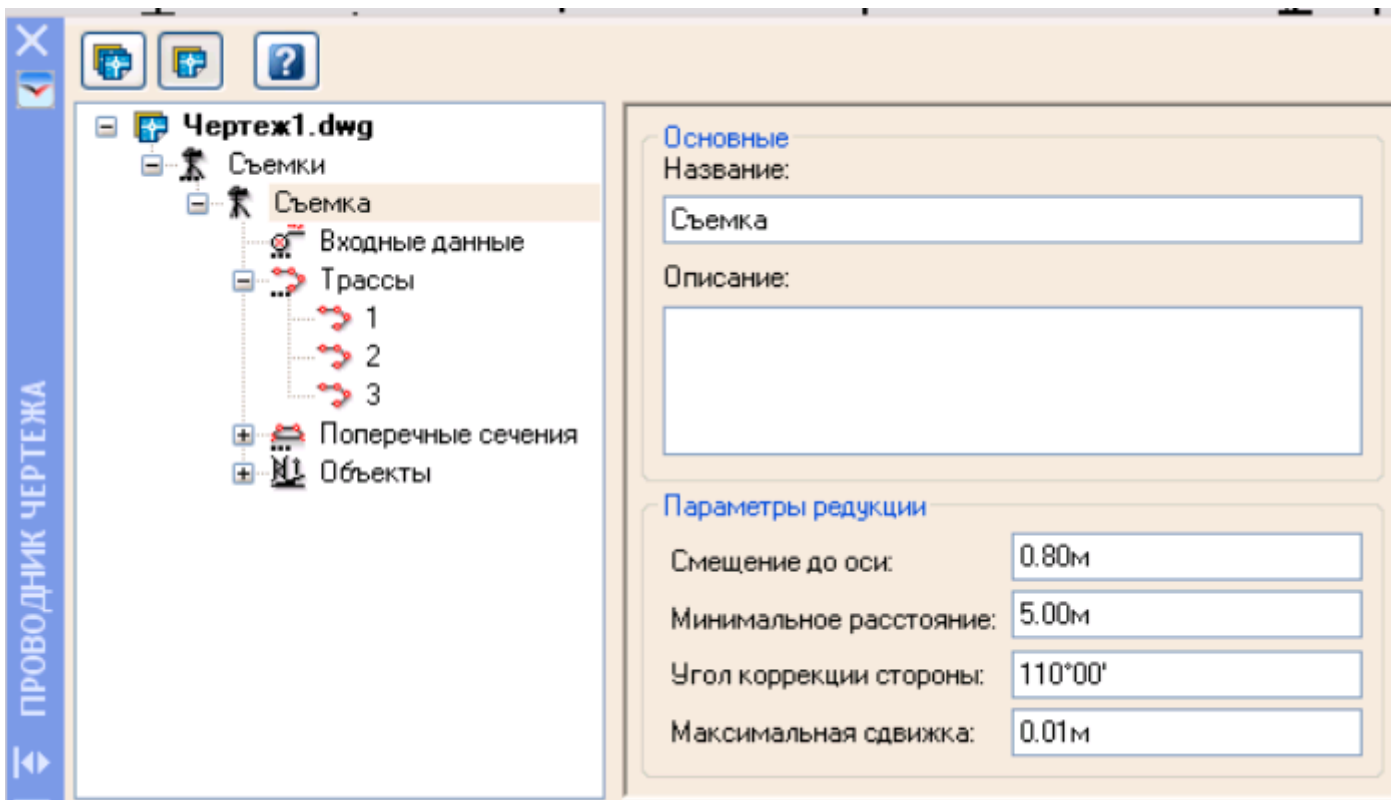 ПРОВОДНИК ЧЕРТЕЖА
Чертеж1.dwg
Съемки
Съемка
Входные данные
Трассы
1
2
3
Поперечные сечения
Объекты
Основные
Название:
Съемка
Описание:
Параметры редукции
Смещение до оси: 0.80м
Минимальное расстояние: 5.00м
Угол коррекции стороны: 110°00'
Максимальная сдвижка: 0.01м